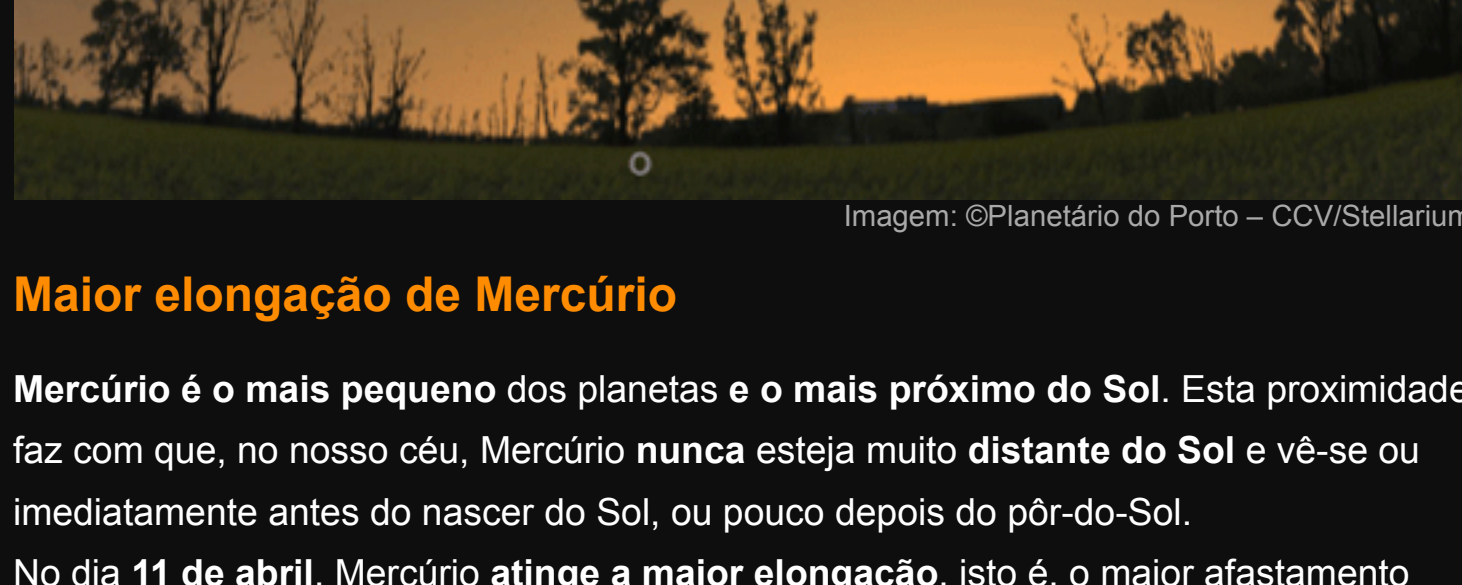 O
Imagem: ©Planetário do Porto – CCV/Stellarium
Maior elongação de Mercúrio
Mercúrio é o mais pequeno dos planetas e o mais próximo do Sol. Esta proximidade
faz com que, no nosso céu, Mercúrio nunca esteja muito distante do Sol e vê-se ou
imediatamente antes do nascer do Sol, ou pouco depois do pôr-do-Sol.
No dia 11 de abril, Mercúrio atinge a maior elongação, isto é, o maior afastamento